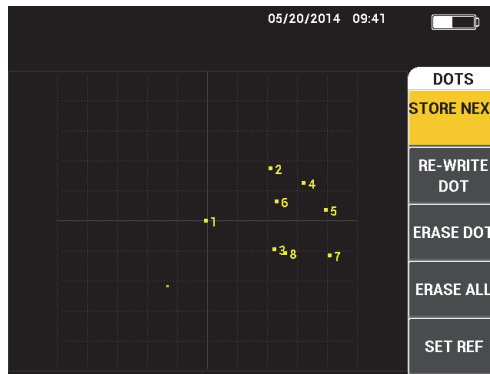 05/20/2014 09:41
DOTS
STORE NEX
RE-WRITE
DOT
2
4
6
5
1
ERASE DOT
3
8
7
ERASE ALL
SET REF